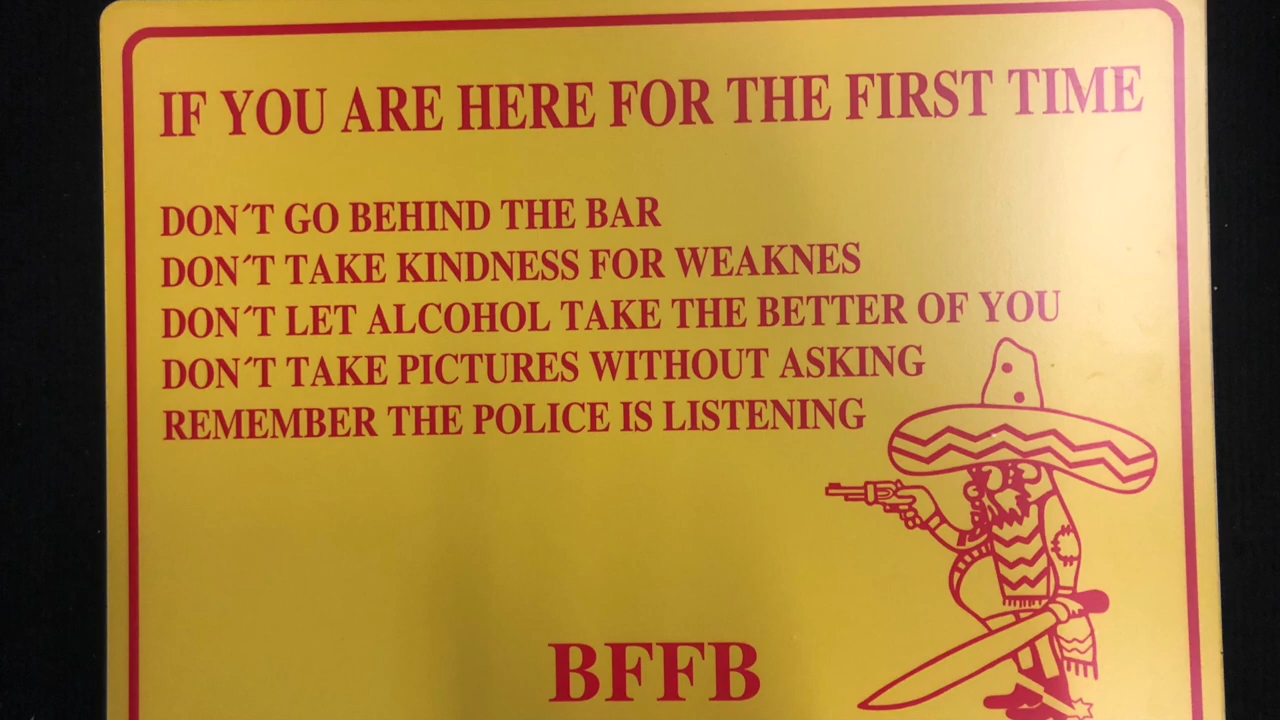 IF YOU ARE HERE FOR THE FIRST TIME
DON´T GO BEHIND THE BAR
DON´T TAKE KINDNESS FOR WEAKNES
DON´T LET ALCOHOL TAKE THE BETTER OF YOU
DON´T TAKE PICTURES WITHOUT ASKING
REMEMBER THE POLICE IS LISTENING
BFFB